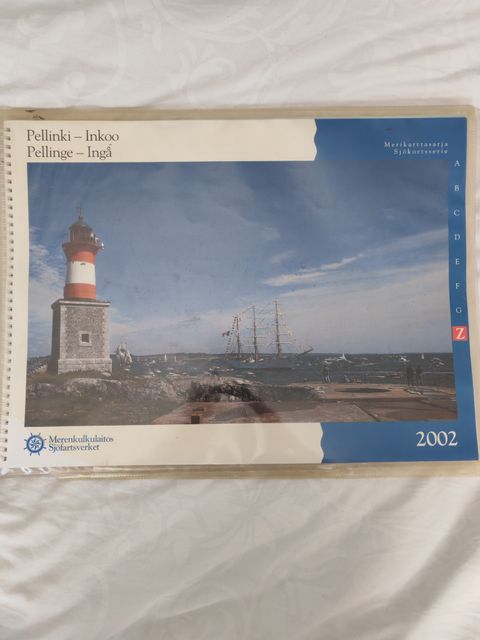 Pellinki – Inkoo
Pellinge – Ingå
Merikarttasarja
Sjökortsserie
A
B
C
D
E
F
G
Z
Merenkulkulaitos
Sjöfartsverket
2002